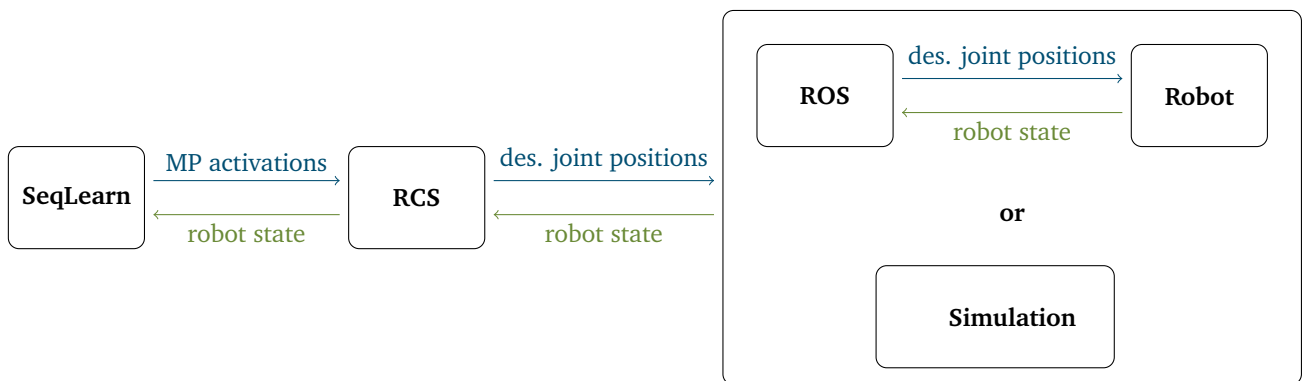 SeqLearn
MP activations
robot state
RCS
des. joint positions
robot state
ROS
des. joint positions
robot state
Robot
or
Simulation